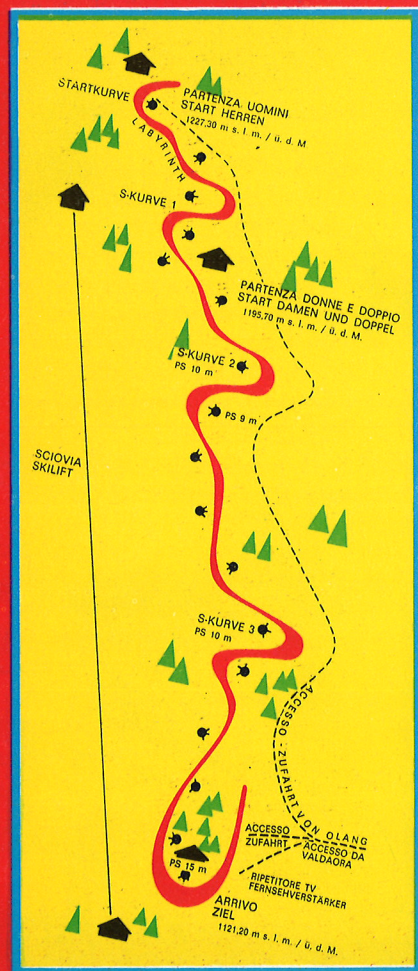 STARTKURVE
PARTENZA UOMINI
START HERREN
1227,30 m s. l. m. / ü. d. M
LABYRINTH
S-KURVE 1
PARTENZA DONNE E DOPPIO
START DAMEN UND DOPPEL
1195,70 m s. l. m. / ü. d. M.
S-KURVE 2
PS 10 m
PS 9 m
SCIOVIA
SKILIFT
S-KURVE 3
PS 10 m
ACCESSO - ZUFAHRT VON OLANG
ACCESSO
ZUFAHRT
ACCESSO DA
VALDAORA
PS 15 m
RIPETITORE TV
FERNSEHVERSTÄRKER
ARRIVO
ZIEL
1121,20 m s. l. m. / ü. d. M.